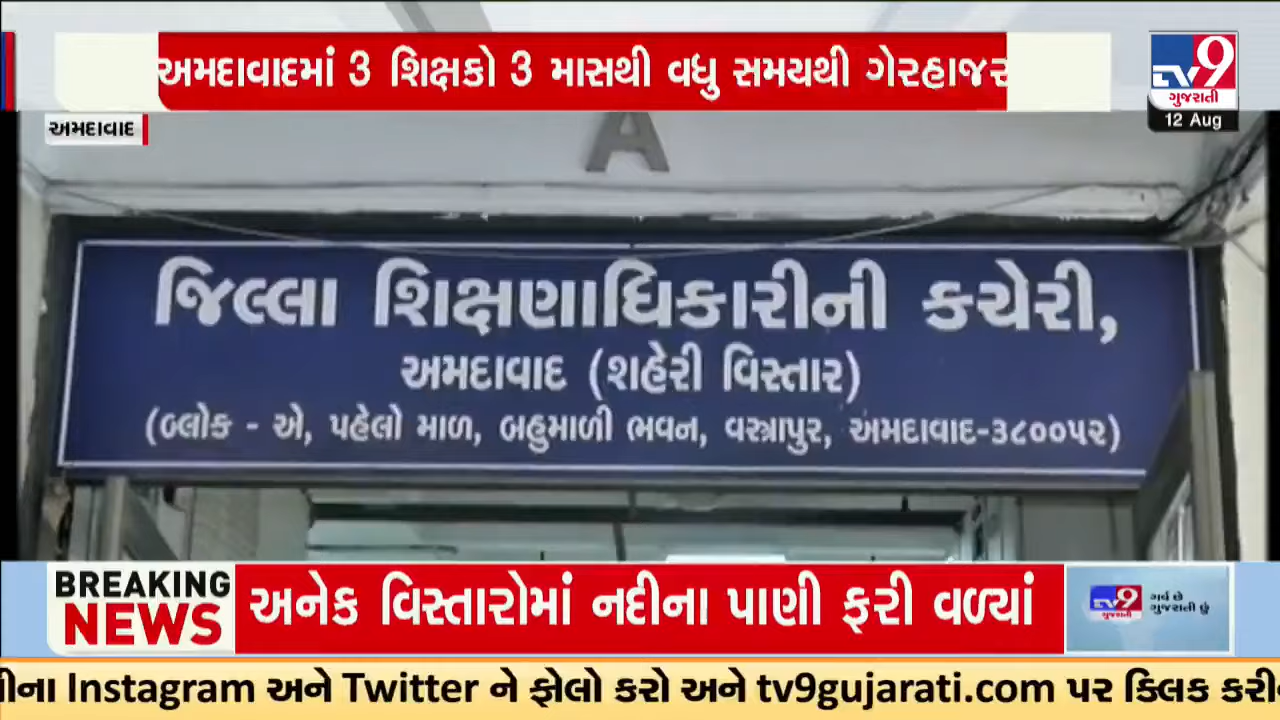 અમદાવાદમાં 3 શિક્ષકો 3 માસથી વધુ સમયથી ગેરહાજર
tv9
ગુજરાતી
12 Aug
અમદાવાદ
A
જિલ્લા શિક્ષણાધિકારીની કચેરી,
અમદાવાદ (શહેરી વિસ્તાર)
(બ્લોક - એ, પહેલો માળ, બહુમાળી ભવન, વસ્ત્રાપુર, અમદાવાદ-૩૮૦૦૫૨)
BREAKING
NEWS
અનેક વિસ્તારોમાં નદીના પાણી ફરી વળ્યાં
tv9
ગુજરાતી
ગર્વ છે
ગુજરાતી છું
Instagram અને Twitter ને ફોલો કરો અને tv9gujarati.com પર ક્લિક